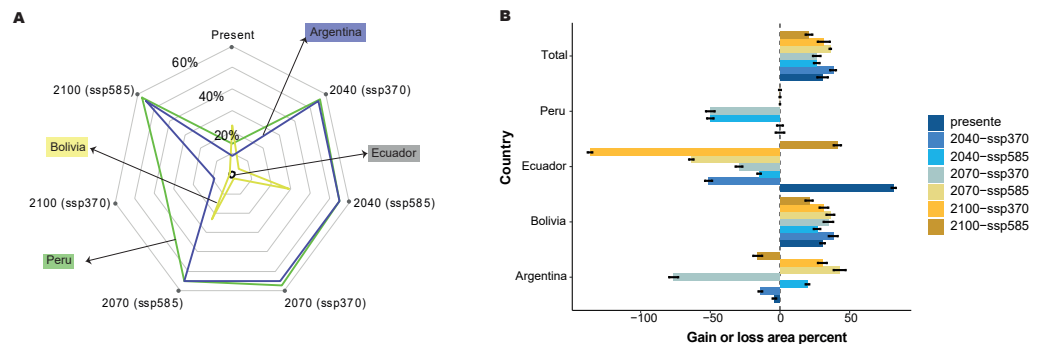 A
Present
Argentina
60%
2100 (ssp585)
2040 (ssp370)
40%
20%
Bolivia
Ecuador
0
2100 (ssp370)
2040 (ssp585)
Peru
2070 (ssp585)
2070 (ssp370)
B
Country
Total
Peru
Ecuador
Bolivia
Argentina
−100
−50
0
50
Gain or loss area percent
presente
2040−ssp370
2040−ssp585
2070−ssp370
2070−ssp585
2100−ssp370
2100−ssp585